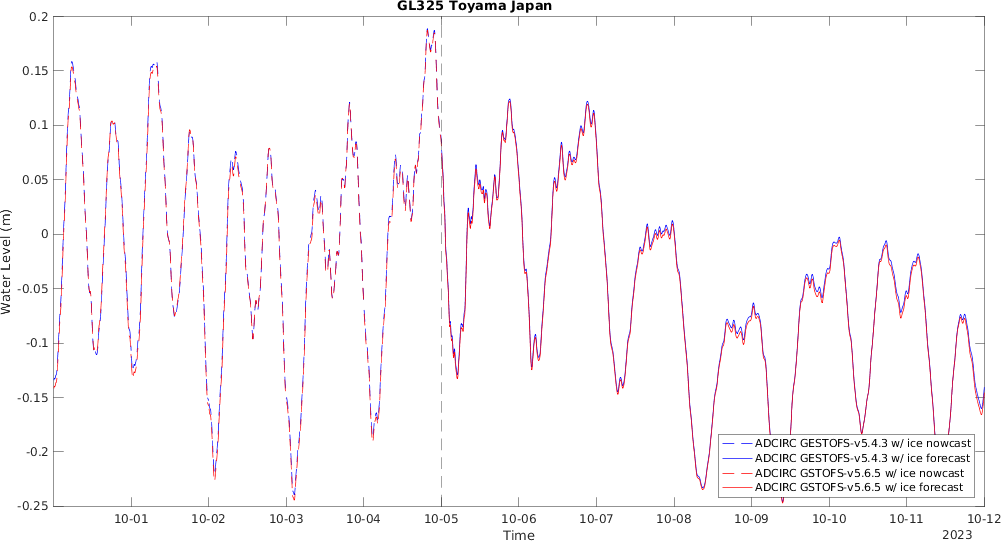 GL325 Toyama Japan
0.2
0.15
0.1
0.05
0
-0.05
-0.1
-0.15
-0.2
-0.25
Water Level (m)
ADCIRC GESTOFS-v5.4.3 w/ ice nowcast
ADCIRC GESTOFS-v5.4.3 w/ ice forecast
ADCIRC GSTOFS-v5.6.5 w/ ice nowcast
ADCIRC GSTOFS-v5.6.5 w/ ice forecast
10-01 10-02 10-03 10-04 10-05 10-06 10-07 10-08 10-09 10-10 10-11 10-12
Time
2023